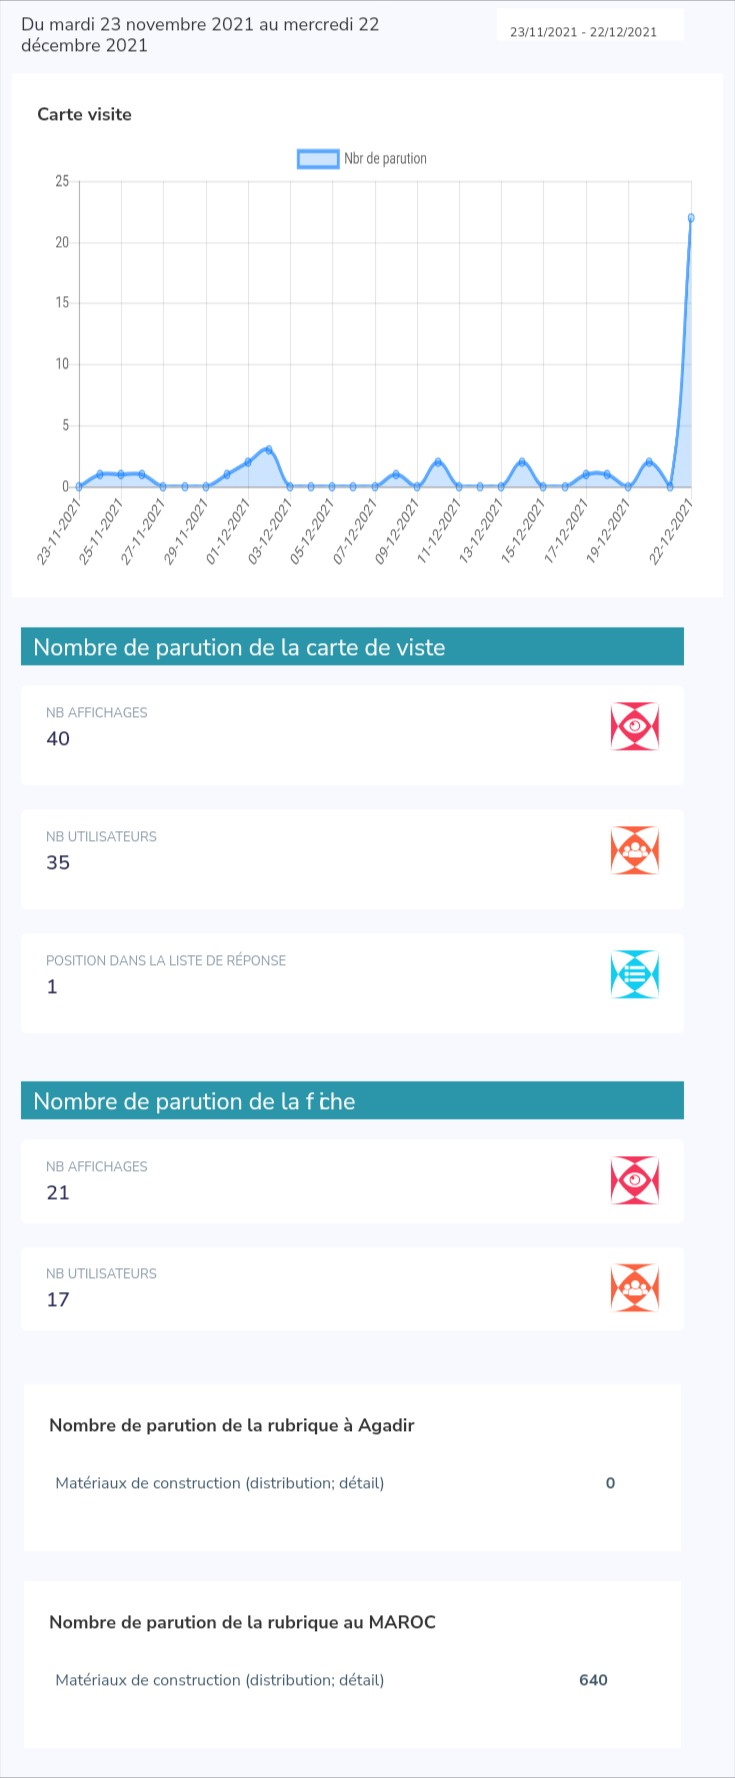 Du mardi 23 novembre 2021 au mercredi 22
décembre 2021
23/11/2021 - 22/12/2021
Carte visite
Nbr de parution
25
20
15
10
5
0
23-11-2021
25-11-2021
27-11-2021
29-11-2021
01-12-2021
03-12-2021
05-12-2021
07-12-2021
09-12-2021
11-12-2021
13-12-2021
15-12-2021
17-12-2021
19-12-2021
22-12-2021
Nombre de parution de la carte de viste
NB AFFICHAGES
40
NB UTILISATEURS
35
POSITION DANS LA LISTE DE RÉPONSE
1
Nombre de parution de la fiche
NB AFFICHAGES
21
NB UTILISATEURS
17
Nombre de parution de la rubrique à Agadir
Matériaux de construction (distribution; détail) 0
Nombre de parution de la rubrique au MAROC
Matériaux de construction (distribution; détail) 640